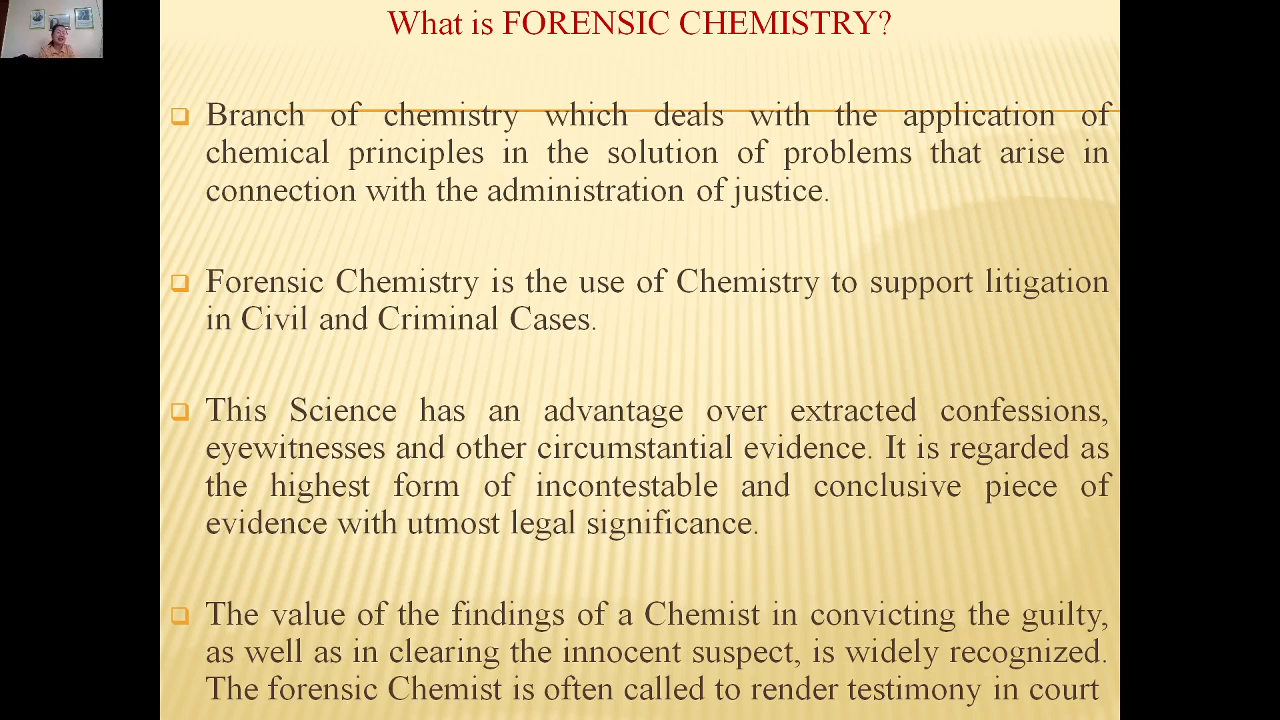 What is FORENSIC CHEMISTRY?
Branch of chemistry which deals with the application of
chemical principles in the solution of problems that arise in
connection with the administration of justice.
Forensic Chemistry is the use of Chemistry to support litigation
in Civil and Criminal Cases.
This Science has an advantage over extracted confessions,
eyewitnesses and other circumstantial evidence. It is regarded as
the highest form of incontestable and conclusive piece of
evidence with utmost legal significance.
The value of the findings of a Chemist in convicting the guilty,
as well as in clearing the innocent suspect, is widely recognized.
The forensic Chemist is often called to render testimony in court